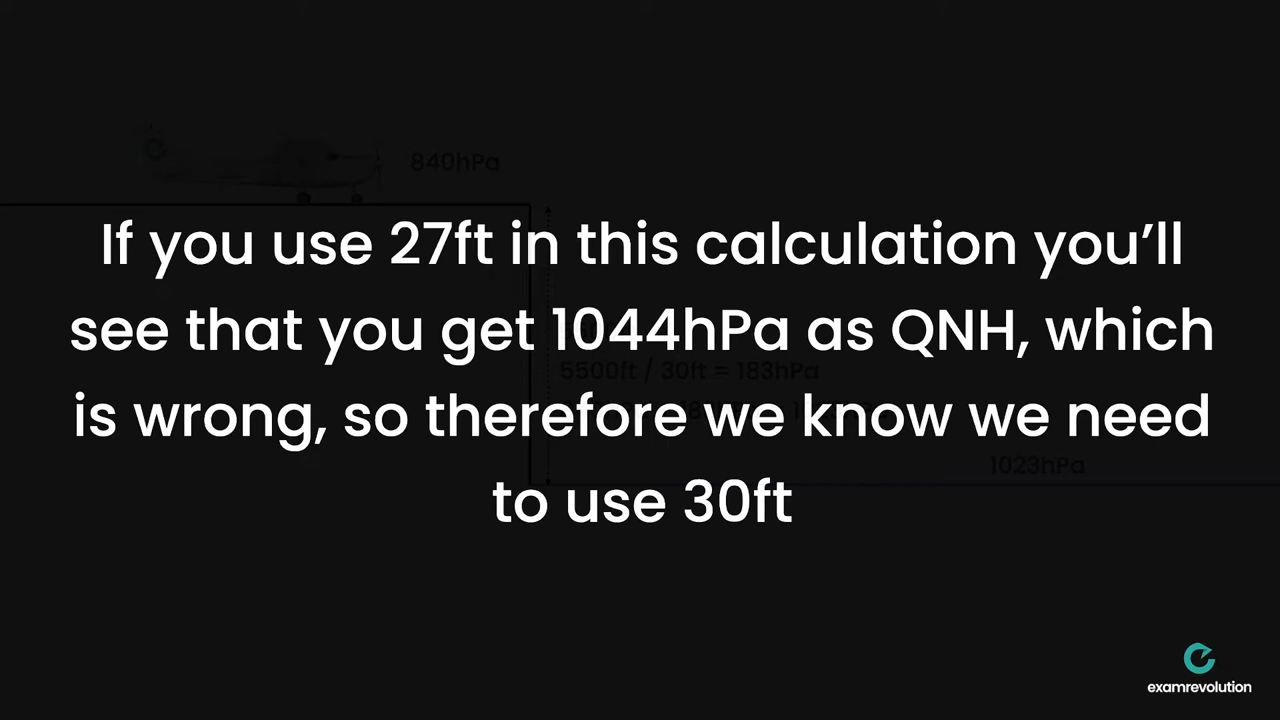 840hPa
If you use 27ft in this calculation you’ll
see that you get 1044hPa as QNH, which
5500ft / 30ft = 183hPa
is wrong, so therefore we know we need
1023hPa
to use 30ft
examrevolution